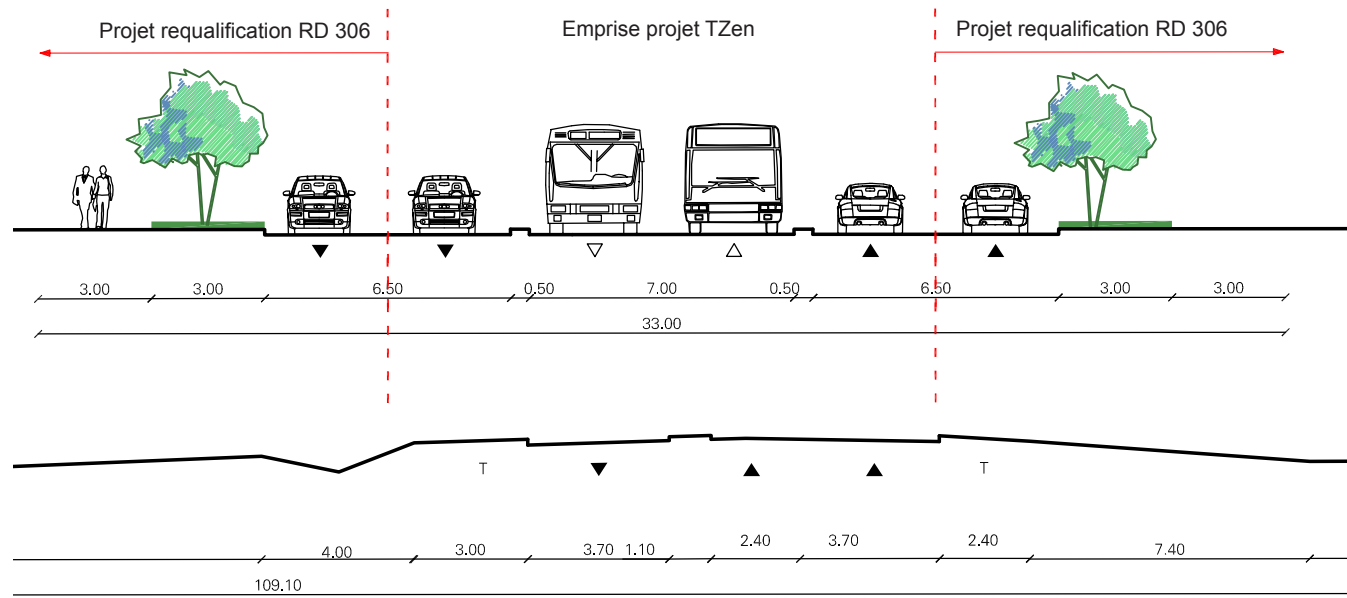 Projet requalification RD 306 Emprise projet TZen Projet requalification RD 306
3.00 3.00 6.50 0.50 7.00 0.50 6.50 3.00 3.00
33.00
T T
4.00 3.00 3.70 1.10 2.40 3.70 2.40 7.40
109.10